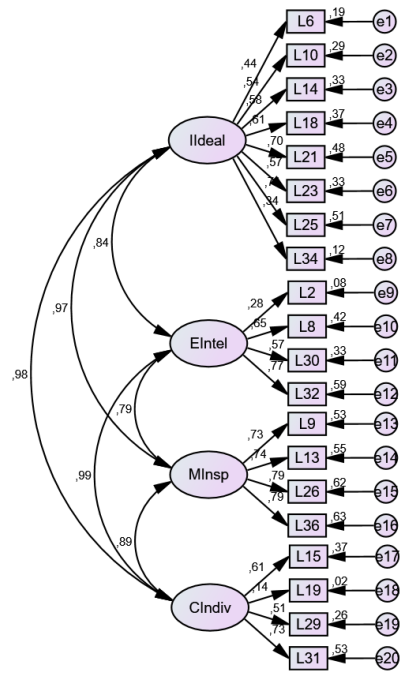 L6 ,19 e1
,44
L10 ,29 e2
,54
L14 ,33 e3
,58
L18 ,37 e4
,61
IIdeal
L21 ,48 e5
,70
,57
L23 ,33 e6
L25 ,51 e7
,34
L34 ,12 e8
,84
L2 ,08 e9
,28
L8 ,42 e10
,65
EIntel
L30 ,33 e11
,57
,77
L32 ,59 e12
,97
,98
,79
L9 ,53 e13
,73
L13 ,55 e14
,74
MInsp
L26 ,62 e15
,79
,79
L36 ,63 e16
,99
,89
L15 ,37 e17
,61
L19 ,02 e18
,14
CIndiv
L29 ,26 e19
,51
,73
L31 ,53 e20